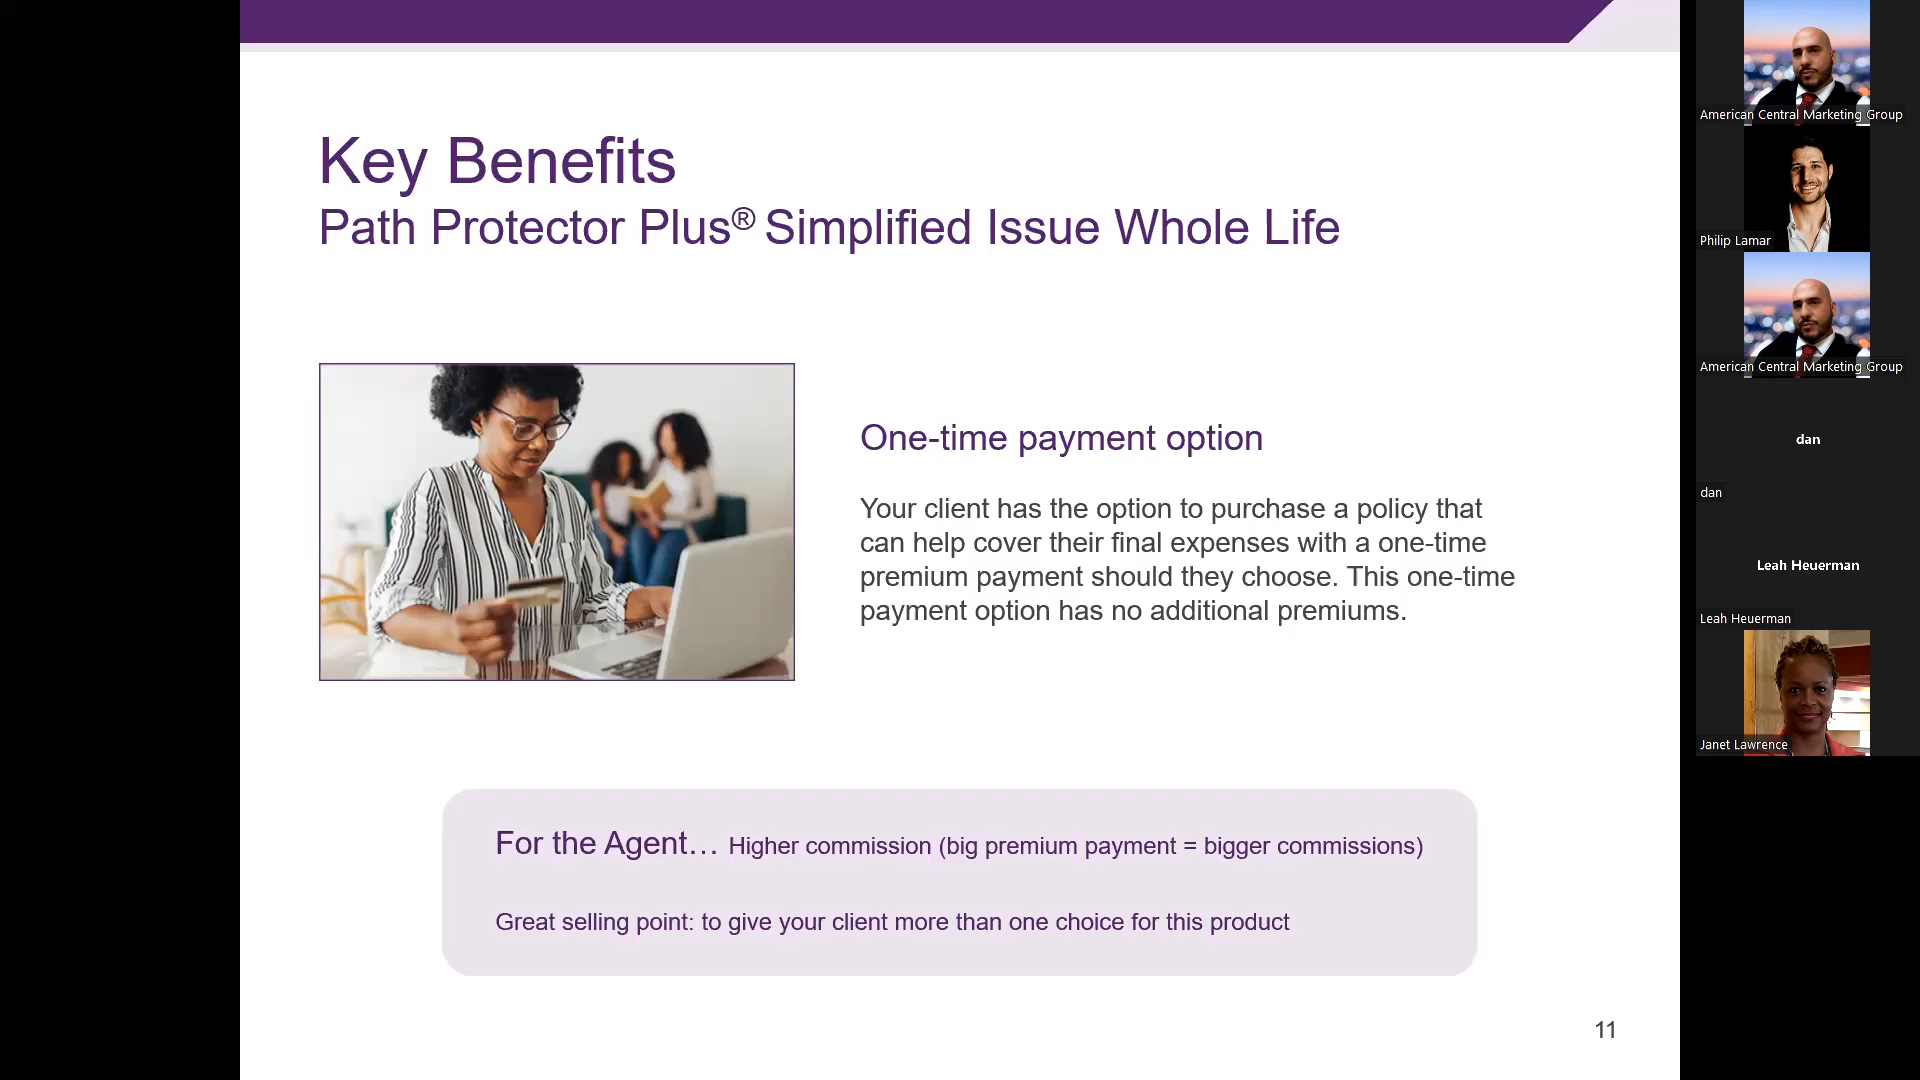 Key Benefits
Path Protector Plus® Simplified Issue Whole Life
One-time payment option
Your client has the option to purchase a policy that
can help cover their final expenses with a one-time
premium payment should they choose. This one-time
payment option has no additional premiums.
For the Agent… Higher commission (big premium payment = bigger commissions)
Great selling point: to give your client more than one choice for this product
11
American Central Marketing Group
Philip Lamar
American Central Marketing Group
dan
dan
Leah Heuerman
Leah Heuerman
Janet Lawrence